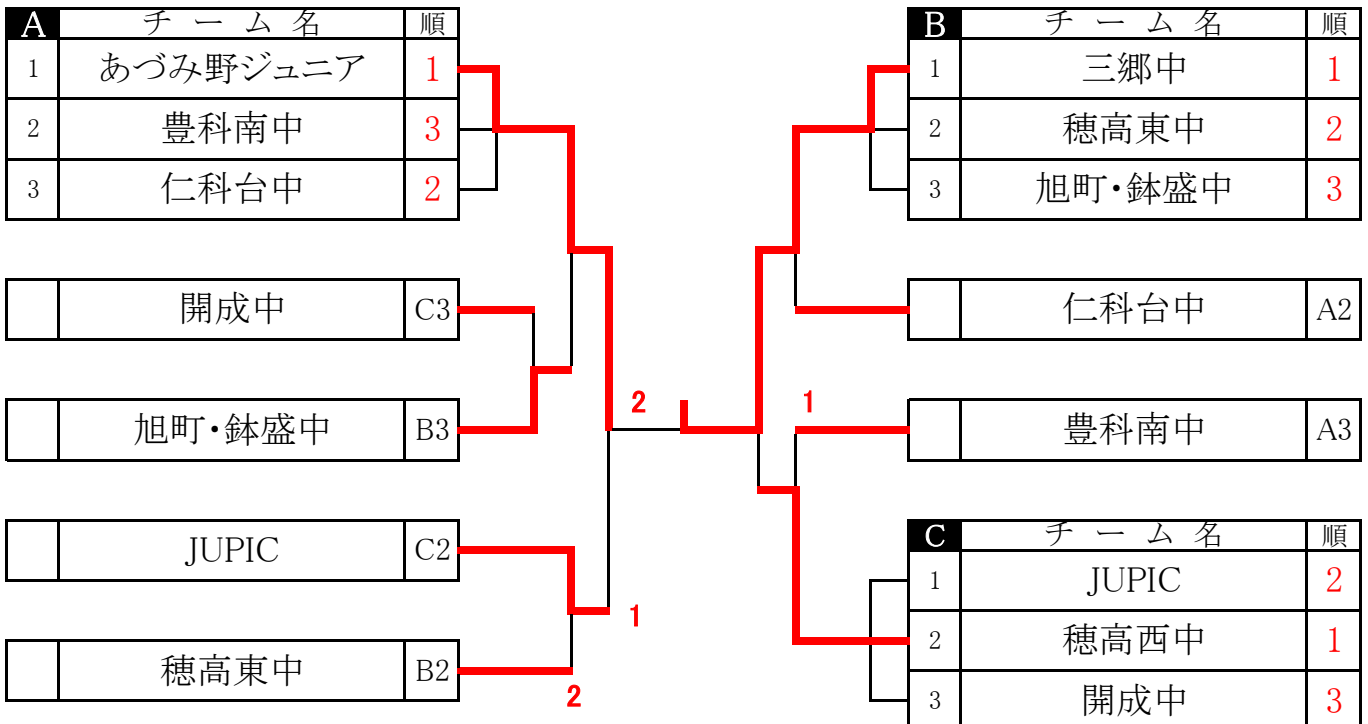 A チーム名 順
1 あづみ野ジュニア 1
2 豊科南中 3
3 仁科台中 2
開成中 C3
旭町・鉢盛中 B3
JUPIC C2
穂高東中 B2
2
1
1
2
B チーム名 順
1 三郷中 1
2 穂高東中 2
3 旭町・鉢盛中 3
仁科台中 A2
豊科南中 A3
C チーム名 順
1 JUPIC 2
2 穂高西中 1
3 開成中 3